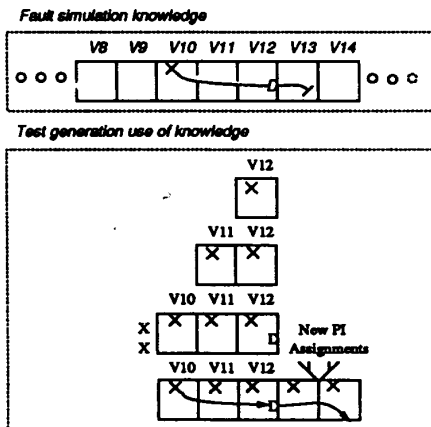 Fault simulation knowledge
V8 V9 V10 V11 V12 V13 V14
Test generation use of knowledge
V12
V11 V12
V10 V11 V12
X
X
New PI
Assignments
V10 V11 V12